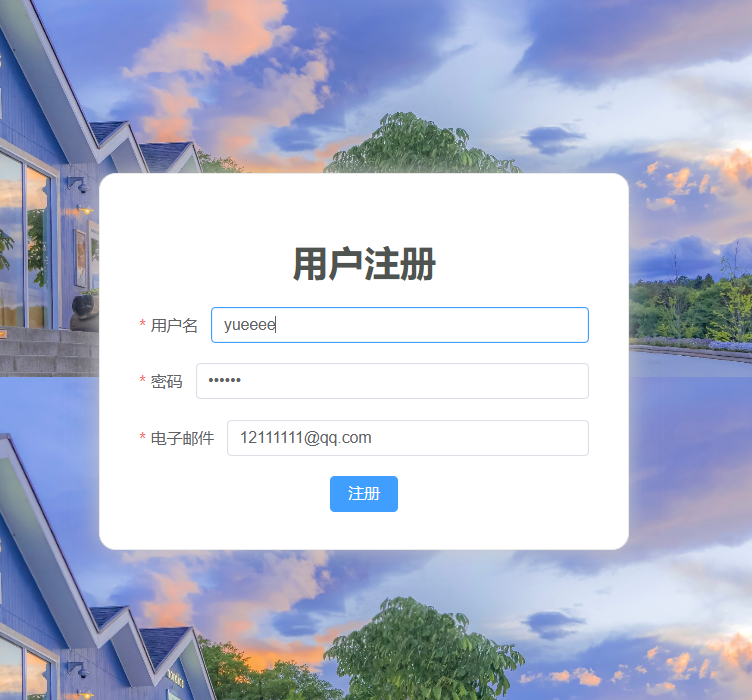 用户注册
* 用户名 yueeee
* 密码 ••••••
* 电子邮件 12111111@qq.com
注册